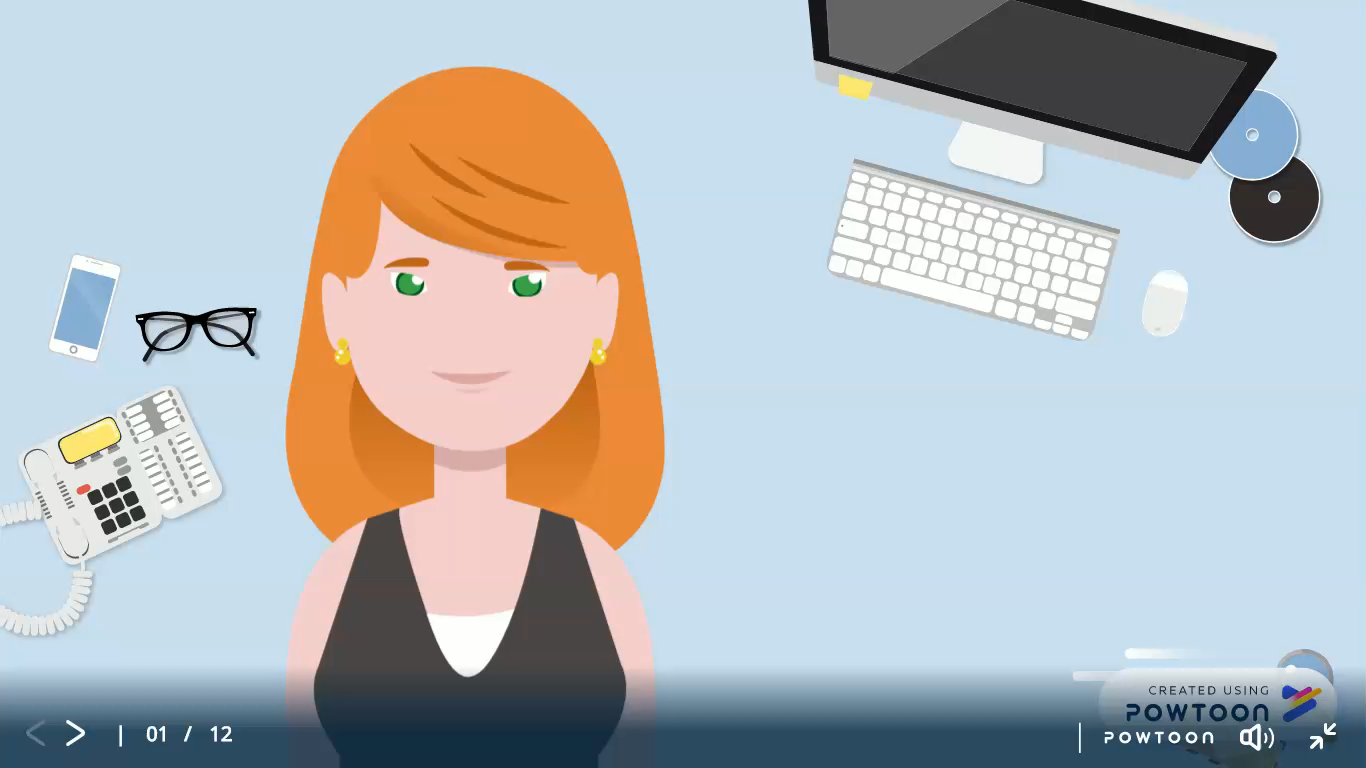 CREATED USING
POWTOON
01 / 12
POWTOON